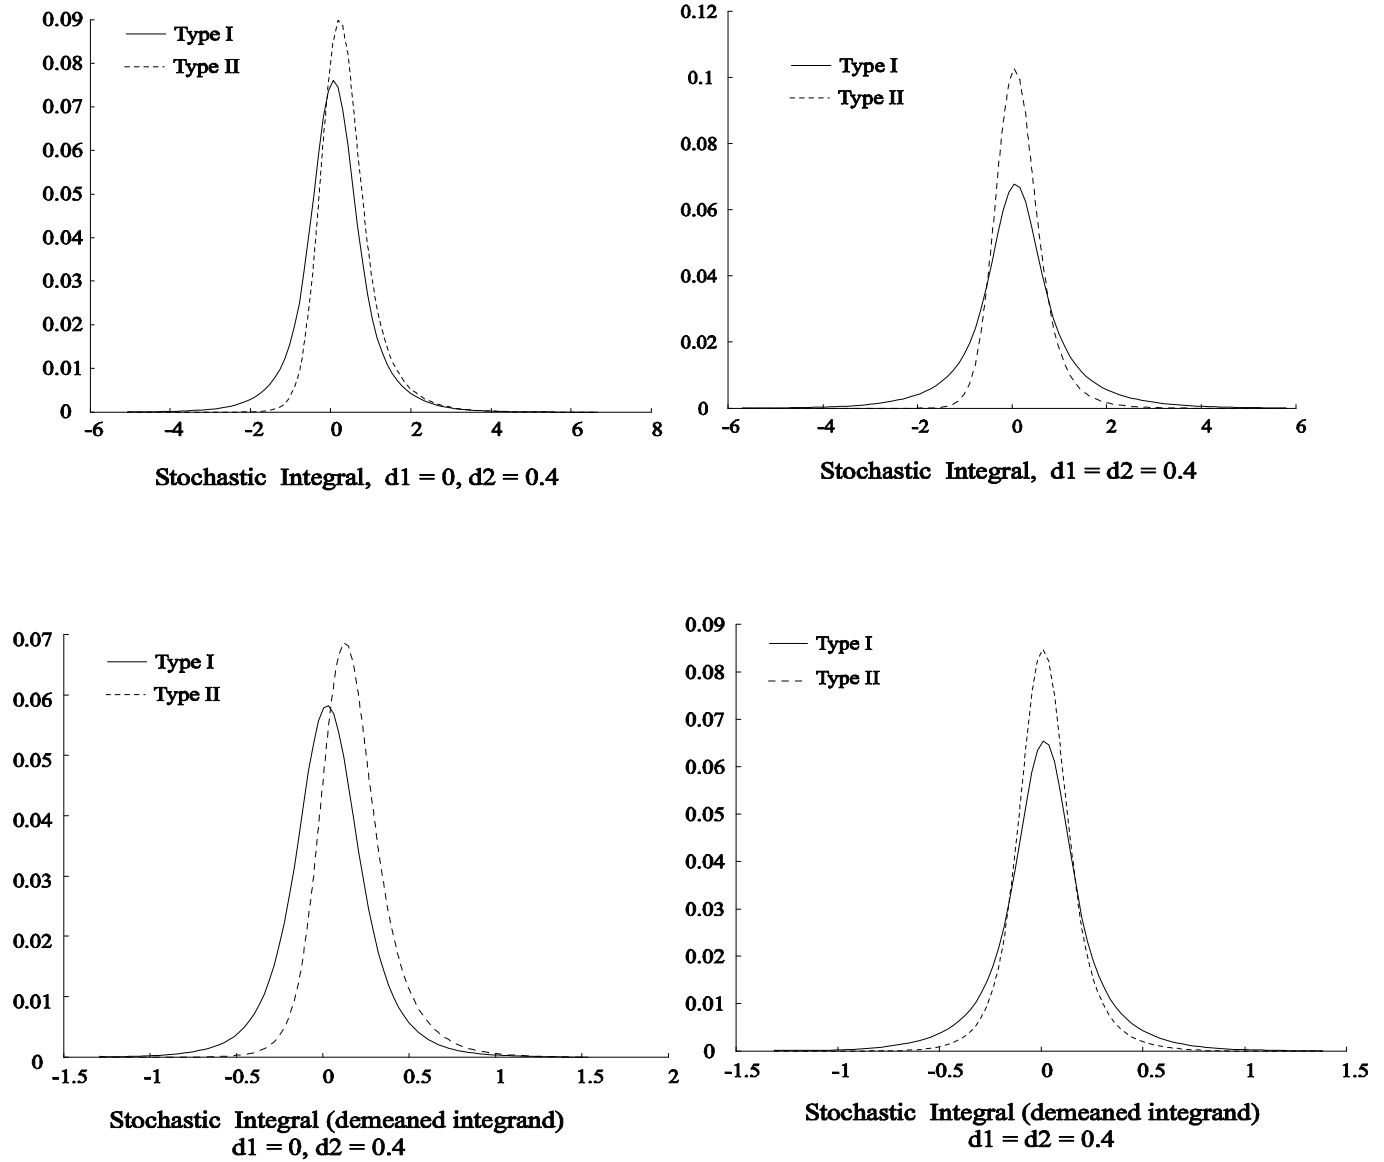 0.09
Type I
Type II
0.08
0.07
0.06
0.05
0.04
0.03
0.02
0.01
0
-6 -4 -2 0 2 4 6 8
Stochastic Integral, d1 = 0, d2 = 0.4
0.12
Type I
Type II
0.1
0.08
0.06
0.04
0.02
0
-6 -4 -2 0 2 4 6
Stochastic Integral, d1 = d2 = 0.4
0.07
Type I
Type II
0.06
0.05
0.04
0.03
0.02
0.01
0
-1.5 -1 -0.5 0 0.5 1 1.5 2
Stochastic Integral (demeaned integrand)
d1 = 0, d2 = 0.4
0.09
Type I
Type II
0.08
0.07
0.06
0.05
0.04
0.03
0.02
0.01
0
-1.5 -1 -0.5 0 0.5 1 1.5
Stochastic Integral (demeaned integrand)
d1 = d2 = 0.4